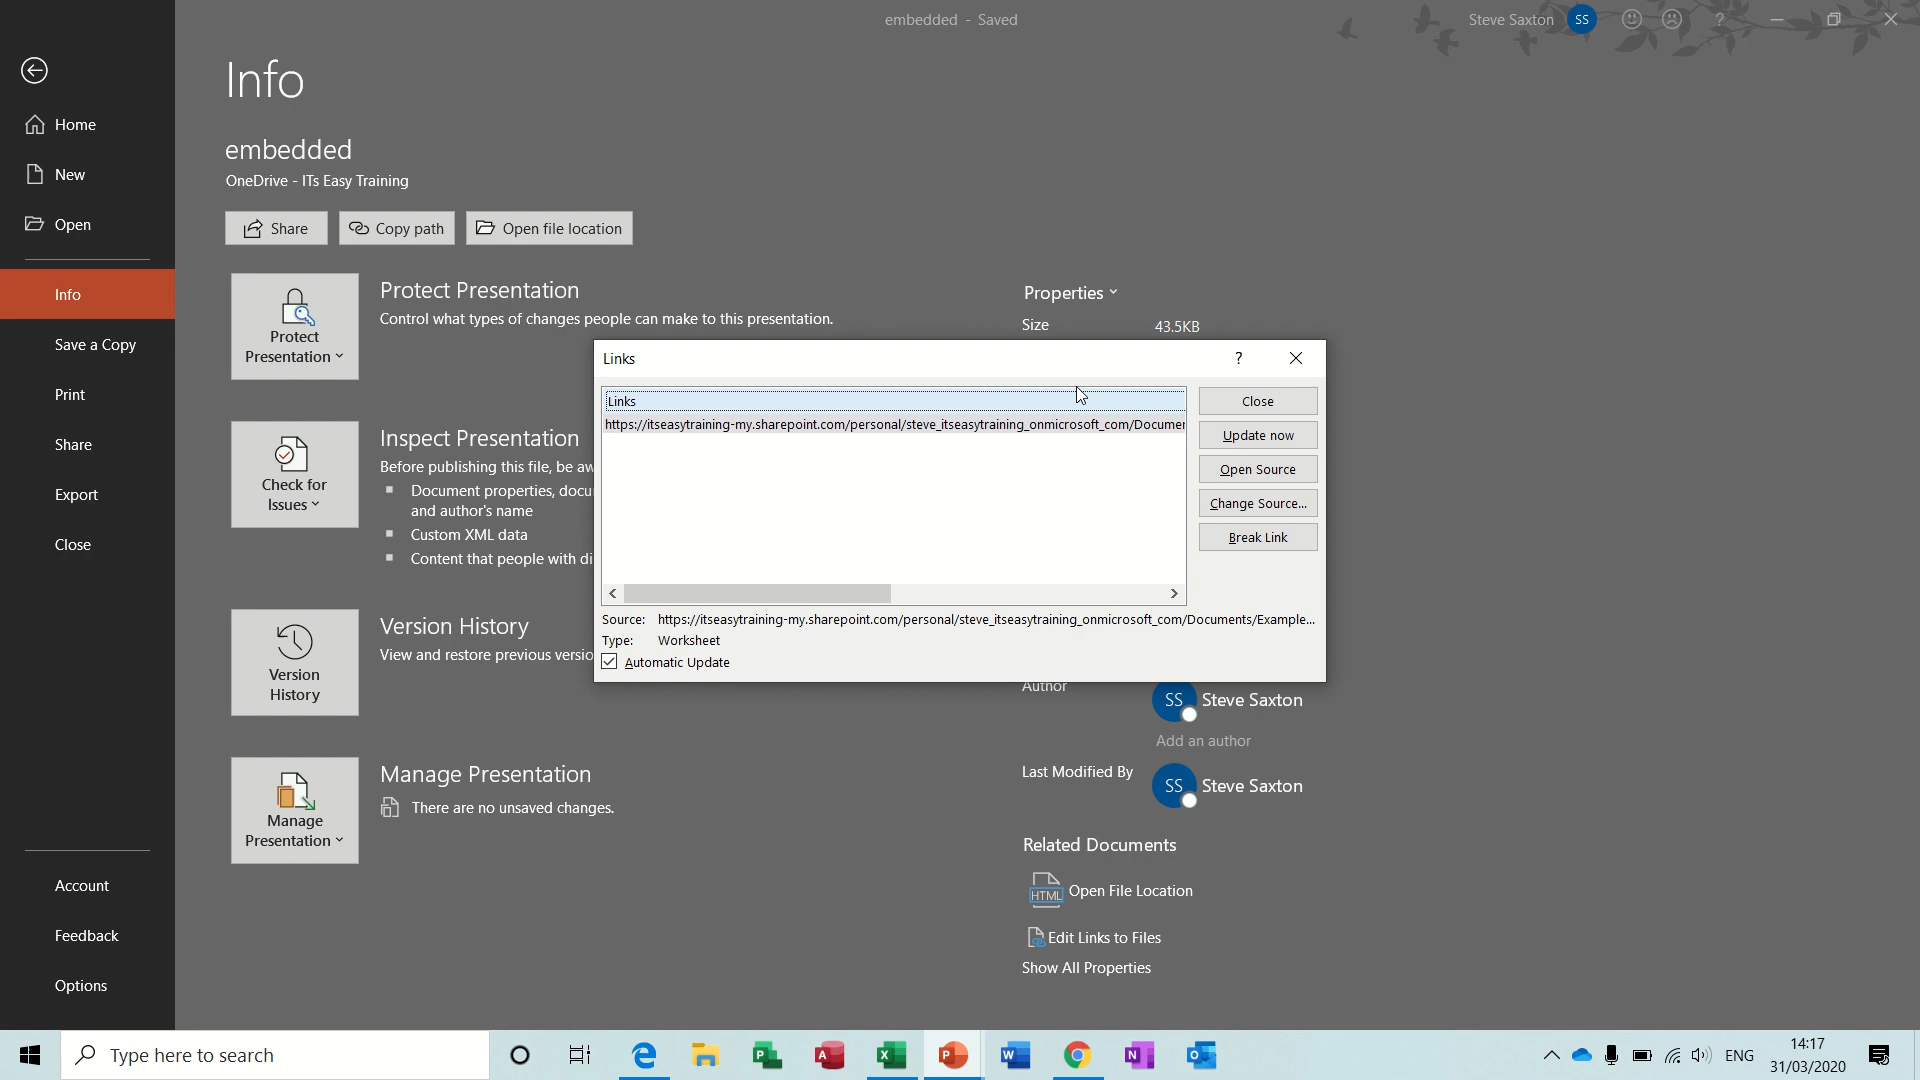 embedded - Saved
Steve Saxton SS ?
Info
Home
New
Open
Info
Save a Copy
Print
Share
Export
Close
Account
Feedback
Options
embedded
OneDrive - ITs Easy Training
Share
Copy path
Open file location
Protect
Presentation
Protect Presentation
Control what types of changes people can make to this presentation.
Check for
Issues
Inspect Presentation
Before publishing this file, be
Document properties,
and author's name
Custom XML data
Content that people with
Version
History
Version History
View and restore previous
Manage
Presentation
Manage Presentation
There are no unsaved changes.
Properties
Size 43.5KB
Links ?
Links
https://itseasytraining-my.sharepoint.com/personal/steve_itseasytraining_onmicrosoft_com/Documer
Close
Update now
Open Source
Change Source...
Break Link
Source: https://itseasytraining-my.sharepoint.com/personal/steve_itseasytraining_onmicrosoft_com/Documents/Example...
Type: Worksheet
Automatic Update
Author
SS Steve Saxton
Add an author
Last Modified By
SS Steve Saxton
Related Documents
HTML Open File Location
Edit Links to Files
Show All Properties
Type here to search
P A X P W N O
ENG
14:17
31/03/2020